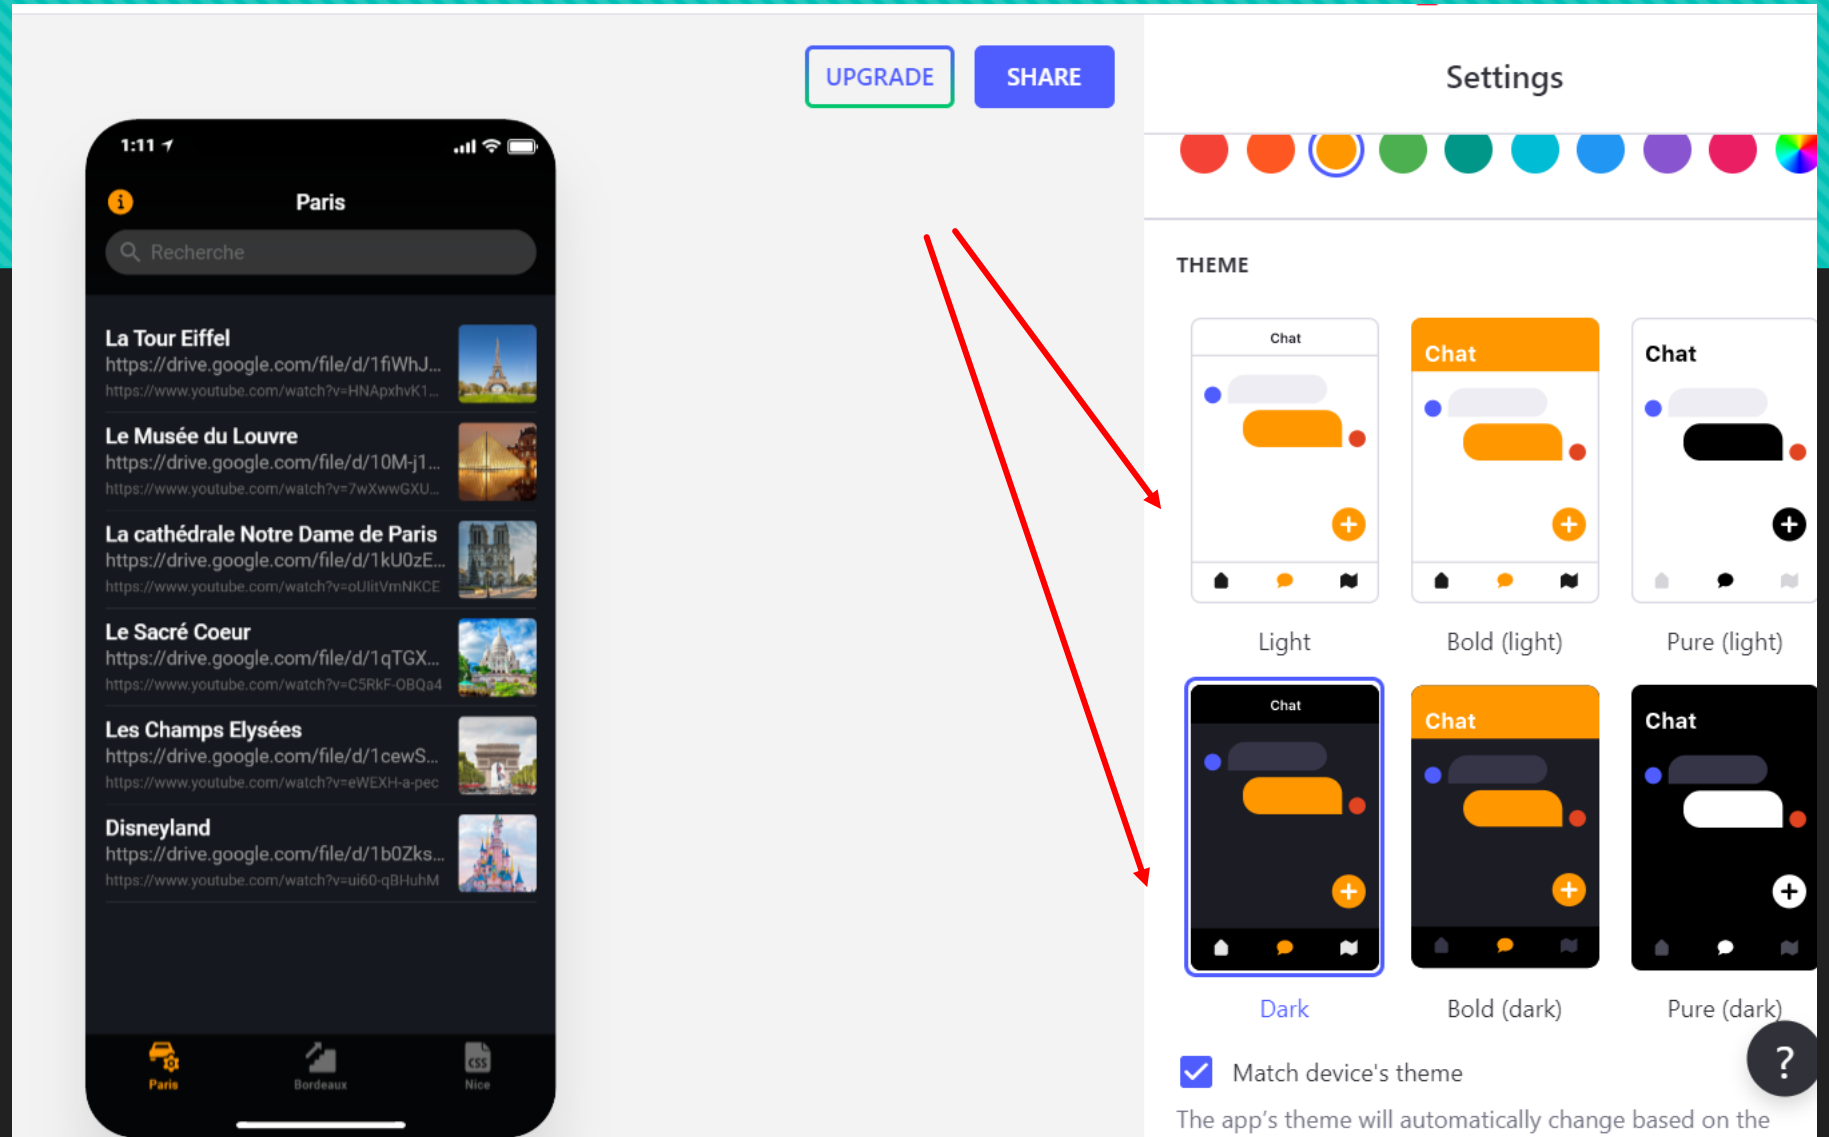 UPGRADE
SHARE
Settings
1:11
Paris
Recherche
La Tour Eiffel
https://drive.google.com/file/d/1fiWhJ...
https://www.youtube.com/watch?v=HNApxhvK1...
Le Musée du Louvre
https://drive.google.com/file/d/10M-j1...
https://www.youtube.com/watch?v=7wXwwGXU...
La cathédrale Notre Dame de Paris
https://drive.google.com/file/d/1kU0zE...
https://www.youtube.com/watch?v=oUIitVmNKCE
Le Sacré Coeur
https://drive.google.com/file/d/1qTGX...
https://www.youtube.com/watch?v=C5RkF-OBQa4
Les Champs Elysées
https://drive.google.com/file/d/1cewS...
https://www.youtube.com/watch?v=eWEXH-a-pec
Disneyland
https://drive.google.com/file/d/1b0Zks...
https://www.youtube.com/watch?v=ui60-qBHuhM
Paris
Bordeaux
CSS
Nice
THEME
Chat
Chat
Chat
Light
Bold (light)
Pure (light)
Chat
Chat
Chat
Dark
Bold (dark)
Pure (dark)
?
Match device's theme
The app's theme will automatically change based on the